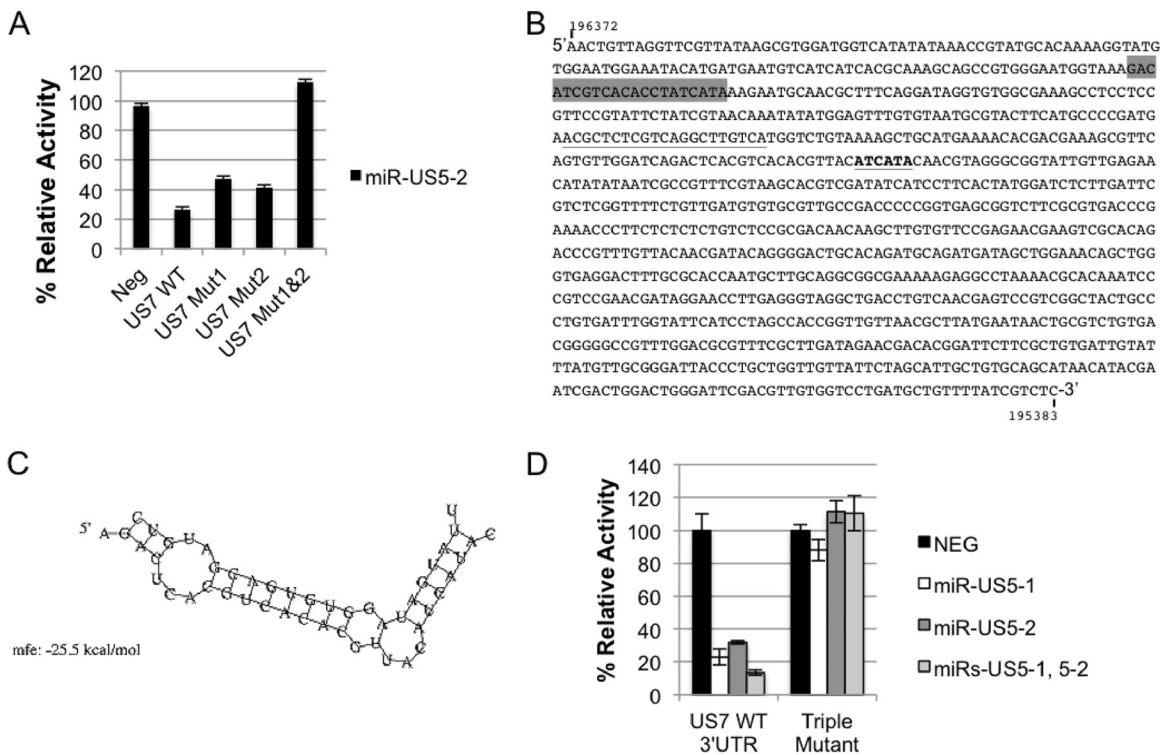 A
120
100
80
60
40
20
0
% Relative Activity
Neg
US7 WT
US7 Mut1
US7 Mut2
US7 Mut1&2
miR-US5-2
B
196372
5'AACTGTTAGGTTCGTTATAAGCGTGGATGGTCATATATAAACCGTATGCACAAAAGGTATG
TGGAATGGAAATACATGATGAATGTCATCATCACGCAAAGCAGCCGTGGGAATGGTAAAGAC
ATCGTCACACCTATCATAAAGAATGCAACGCTTTCAGGATAGGTGTGGCGAAAGCCTCCTCC
GTTCCGTATTCTATCGTAACAAATATATGGAGTTTGTGTAATGCGTACTTCATGCCCCGATG
AACGCTCTCGTCAGGCTTGTCATGGTCTGTAAAAGCTGCATGAAAACACGACGAAAGCGTTC
AGTGTTGGATCAGACTCACGTCACACGTTACATCATACAACGTAGGGCGGTATTGTTGAGAA
CATATATAATCGCCGTTTCGTAAGCACGTCGATATCATCCTTCACTATGGATCTCTTGATTC
GTCTCGGTTTTCTGTTGATGTGTGCGTTGCCGACCCCCGGTGAGCGGTCTTCGCGTGACCCG
AAAACCCTTCTCTCTCTGTCTCCGCGACAACAAGCTTGTGTTCCGAGAACGAAGTCGCACAG
ACCCGTTTGTTACAACGATACAGGGGACTGCACAGATGCAGATGATAGCTGGAAACAGCTGG
GTGAGGACTTTGCGCACCAATGCTTGCAGGCGGCGAAAAAGAGGCCTAAAACGCACAAATCC
CGTCCGAACGATAGGAACCTTGAGGGTAGGCTGACCTGTCAACGAGTCCGTCGGCTACTGCC
CTGTGATTTGGTATTCATCCTAGCCACCGGTTGTTAACGCTTATGAATAACTGCGTCTGTGA
CGGGGGCCGTTTGGACGCGTTTCGCTTGATAGAACGACACGGATTCTTCGCTGTGATTGTAT
TTATGTTGCGGGATTACCCTGCTGGTTGTTATTCTAGCATTGCTGTGCAGCATAACATACGA
ATCGACTGGACTGGGATTCGACGTTGTGGTCCTGATGCTGTTTTATCGTCTC-3'
195383
C
5'
mfe: -25.5 kcal/mol
D
140
120
100
80
60
40
20
0
% Relative Activity
US7 WT
3'UTR
Triple
Mutant
NEG
miR-US5-1
miR-US5-2
miRs-US5-1, 5-2